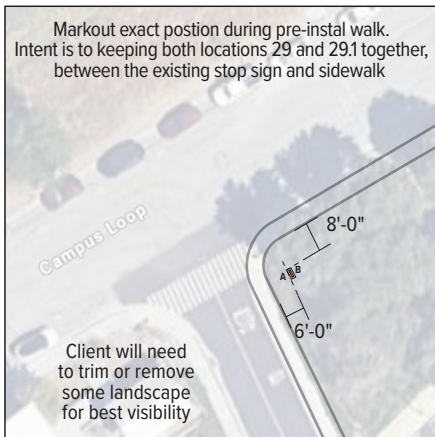 Markout exact postion during pre-instal walk.
Intent is to keeping both locations 29 and 29.1 together,
between the existing stop sign and sidewalk
Campus Loop
8'-0"
A B
6'-0"
Client will need
to trim or remove
some landscape
for best visibility